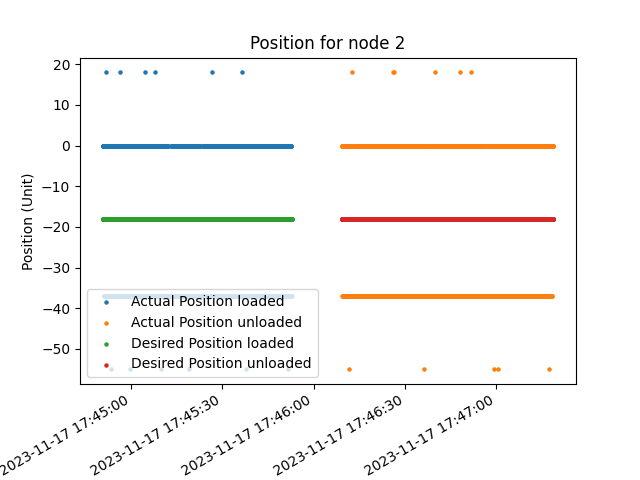 Position for node 2
Position (Unit)
20
10
0
−10
−20
−30
−40
−50
Actual Position loaded
Actual Position unloaded
Desired Position loaded
Desired Position unloaded
2023-11-17 17:45:00
2023-11-17 17:45:30
2023-11-17 17:46:00
2023-11-17 17:46:30
2023-11-17 17:47:00